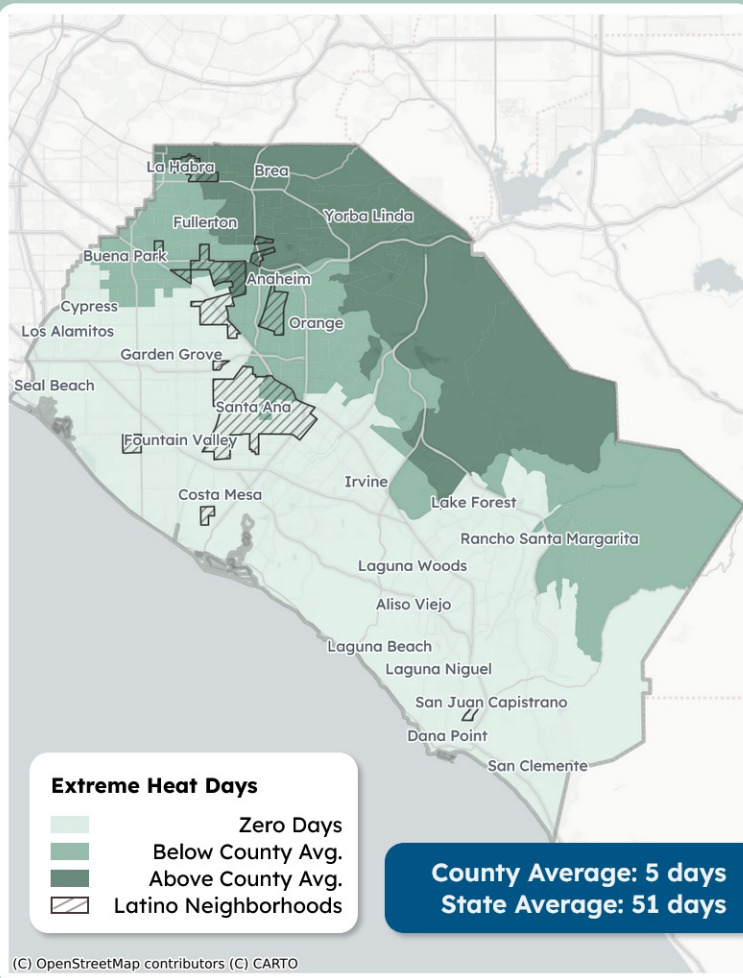 La Habra
Brea
Yorba Linda
Fullerton
Buena Park
Anaheim
Cypress
Orange
Los Alamitos
Garden Grove
Seal Beach
Santa Ana
Fountain Valley
Irvine
Costa Mesa
Lake Forest
Rancho Santa Margarita
Laguna Woods
Aliso Viejo
Laguna Beach
Laguna Niguel
San Juan Capistrano
Dana Point
San Clemente
Extreme Heat Days
Zero Days
Below County Avg.
Above County Avg.
Latino Neighborhoods
County Average: 5 days
State Average: 51 days
(C) OpenStreetMap contributors (C) CARTO